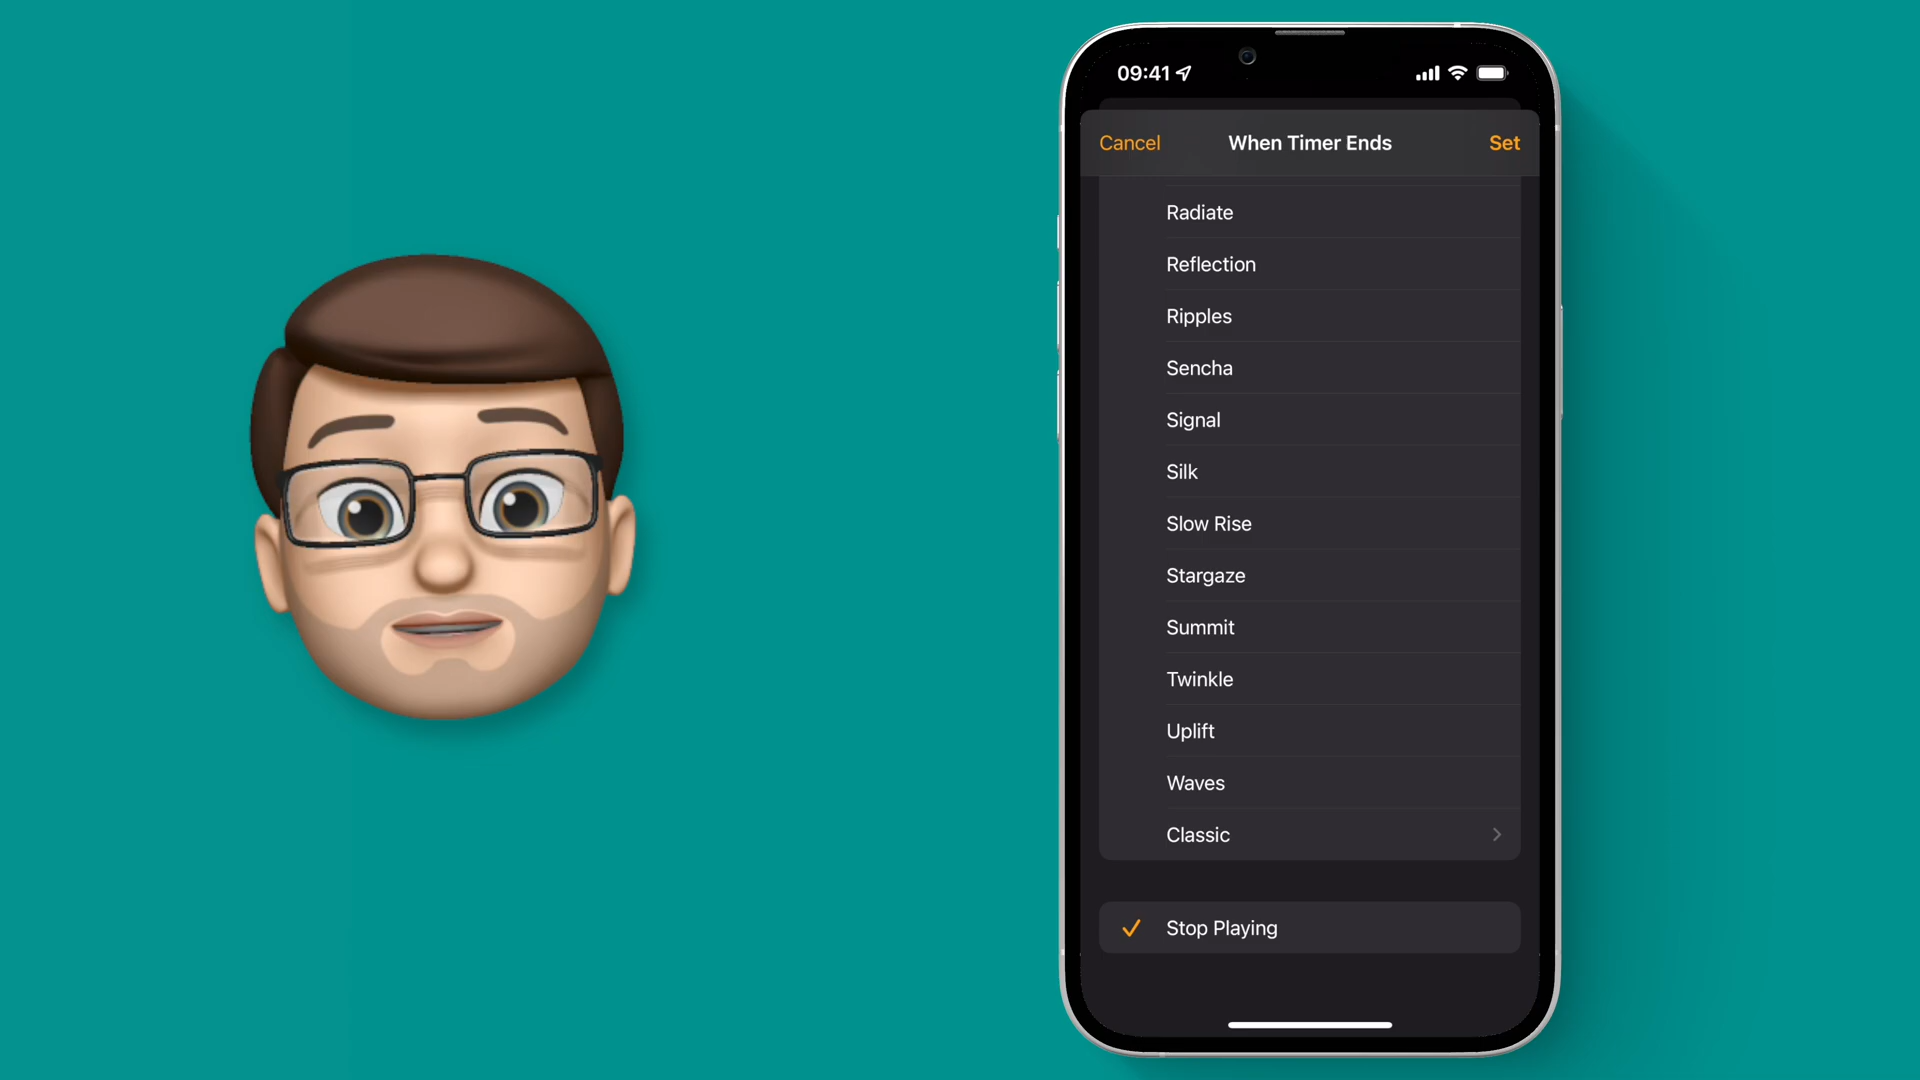 09:41
Cancel When Timer Ends Set
Radiate
Reflection
Ripples
Sencha
Signal
Silk
Slow Rise
Stargaze
Summit
Twinkle
Uplift
Waves
Classic
Stop Playing